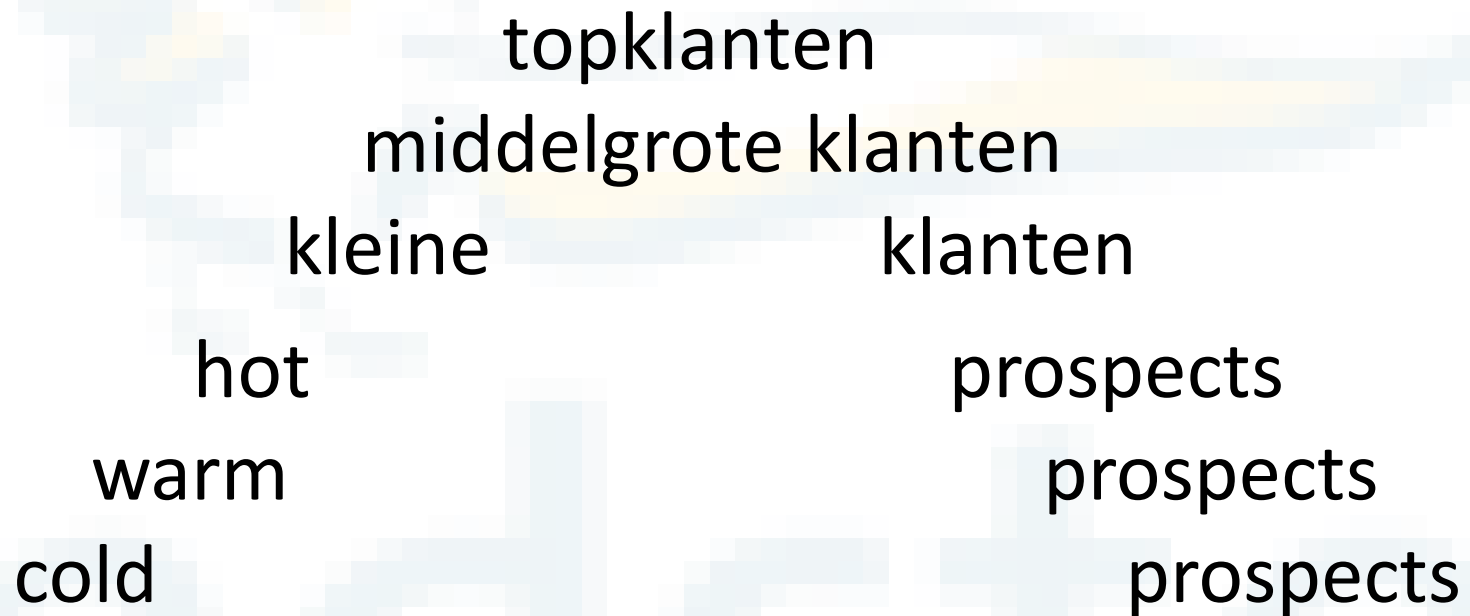 topklanten
middelgrote klanten
kleine klanten
hot prospects
warm prospects
cold prospects